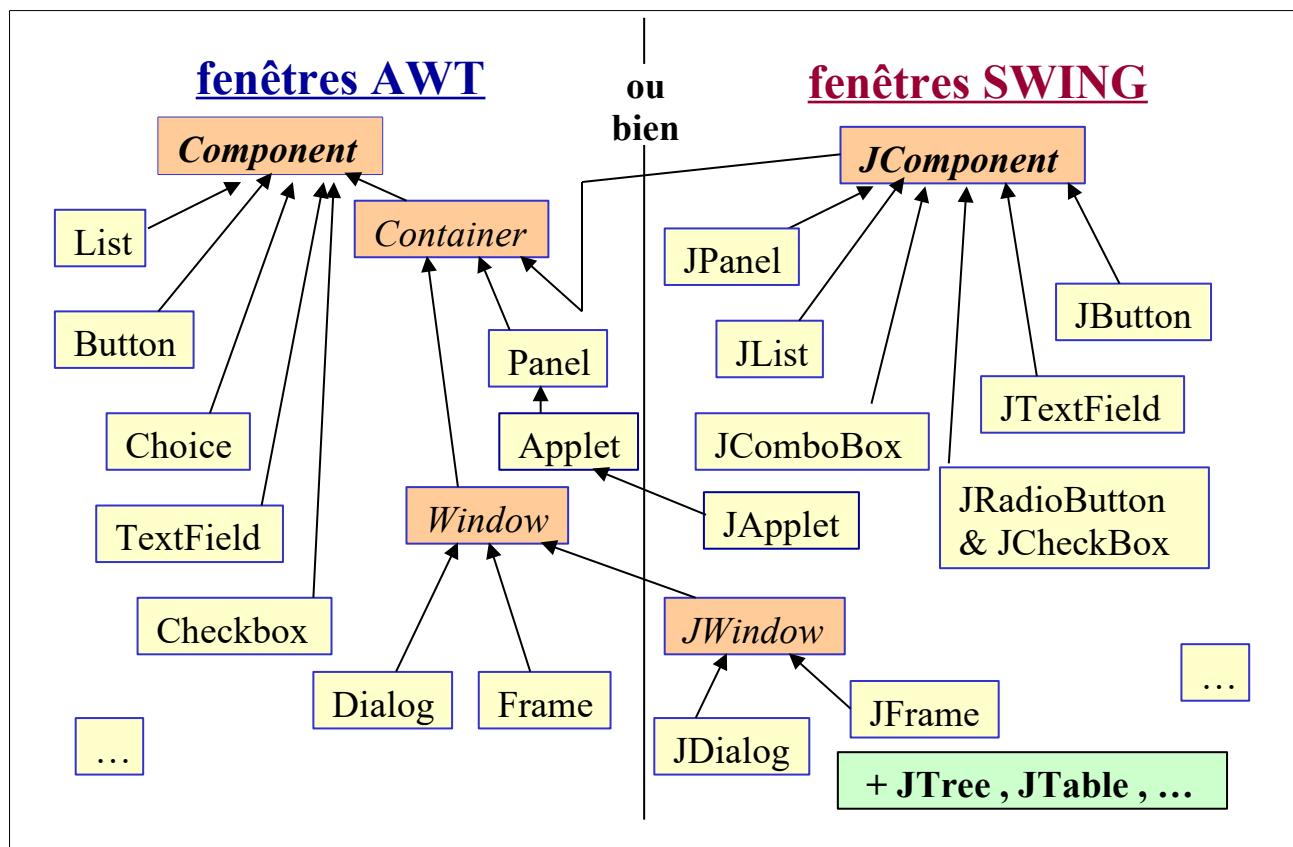 fenêtres AWT
ou
bien
fenêtres SWING
Component
List
Container
Button
Panel
Choice
Applet
TextField
Window
Checkbox
Dialog
Frame
…
JComponent
JPanel
JList
JButton
JComboBox
JTextField
JApplet
JRadioButton
& JCheckBox
JWindow
JDialog
JFrame
…
+ JTree , JTable , …